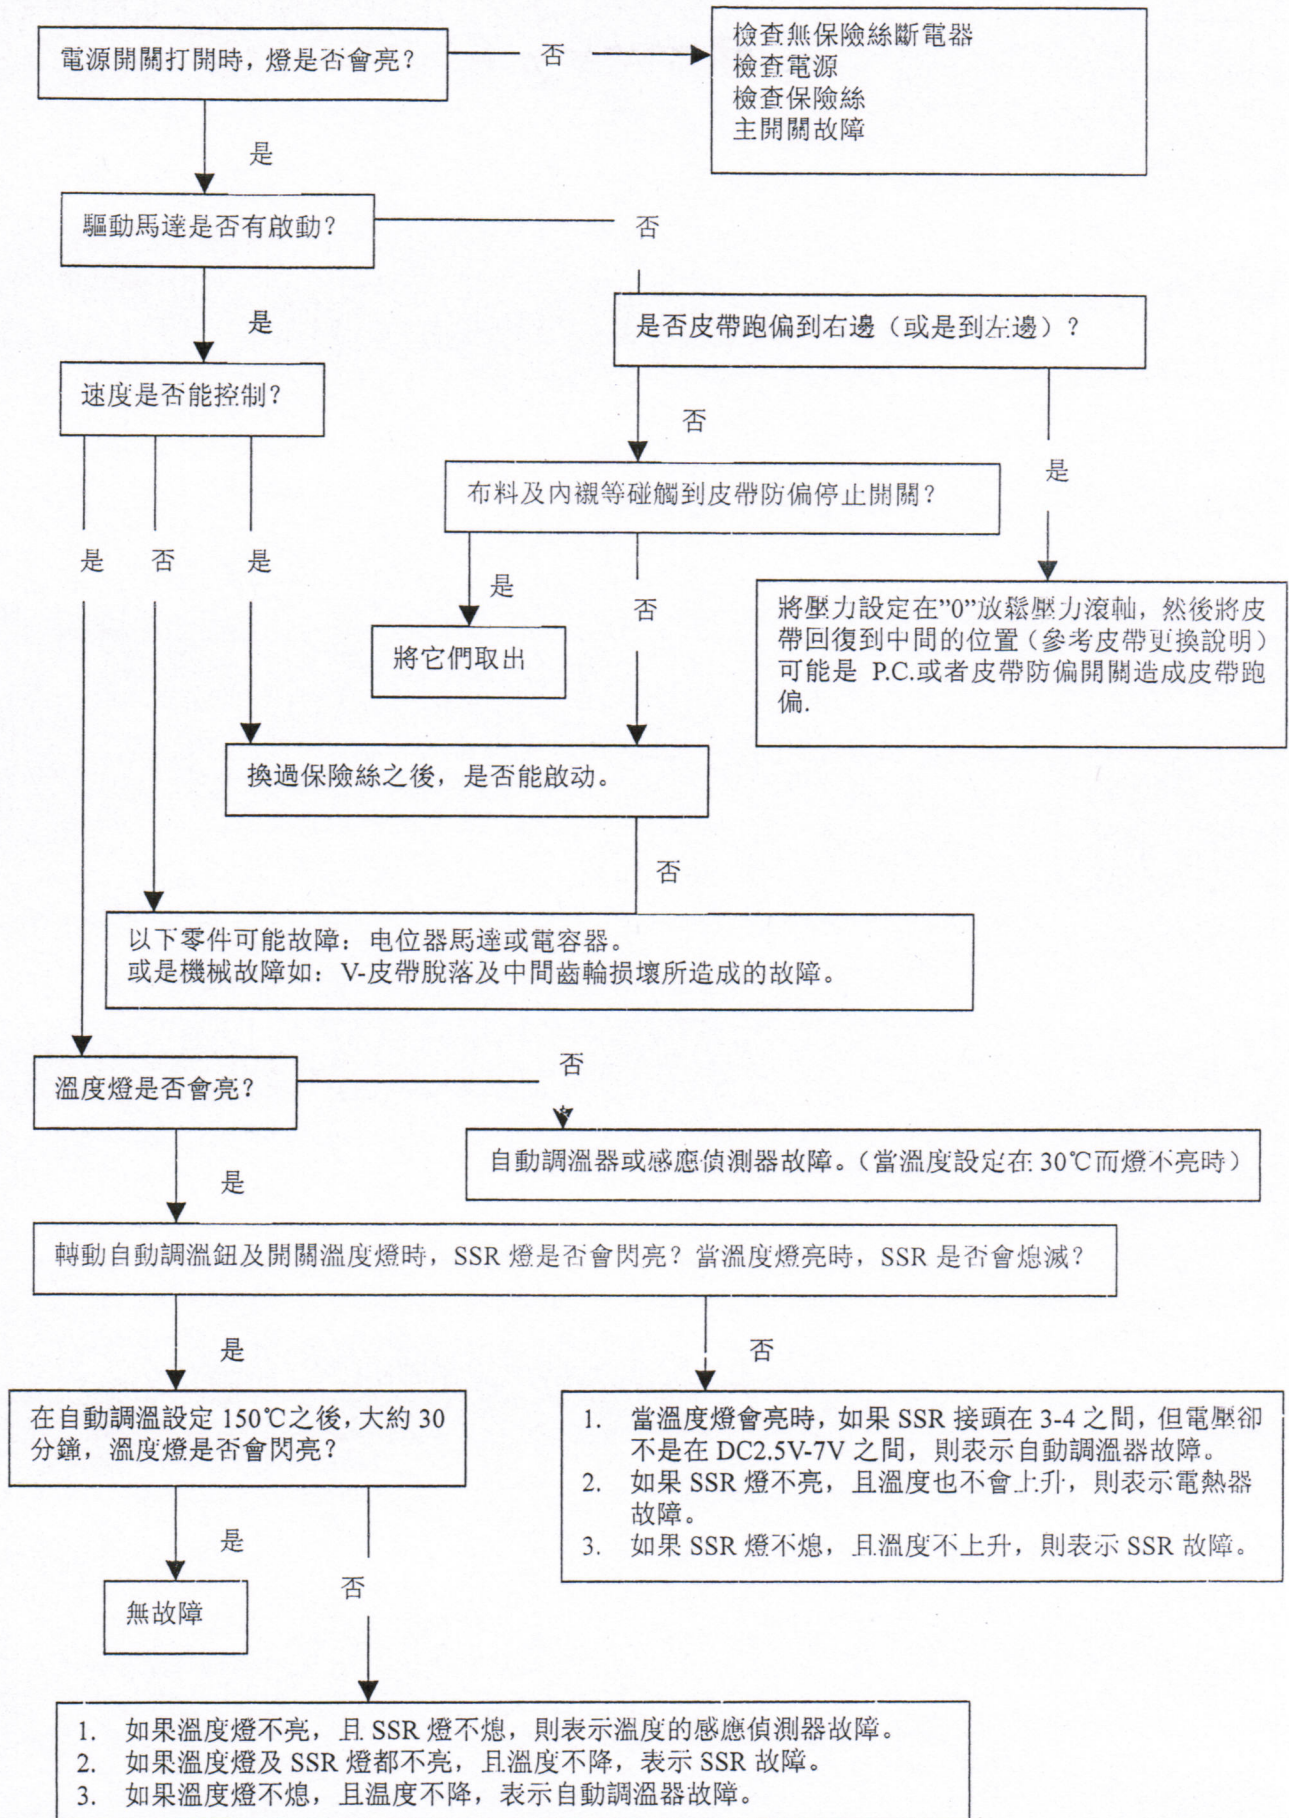 電源開關打開時，燈是否會亮？
否
檢查無保險絲斷電器
檢查電源
檢查保險絲
主開關故障
是
驅動馬達是否有啟動？
否
是
是否皮帶跑偏到右邊（或是到左邊）？
速度是否能控制？
否
是
布料及內襯等碰觸到皮帶防偏停止開關？
是
否
是
是
否
將壓力設定在”0”放鬆壓力滾軸，然後將皮
帶回復到中間的位置（參考皮帶更換說明）
可能是 P.C.或者皮帶防偏開關造成皮帶跑
偏.
將它們取出
換過保險絲之後，是否能啟动。
否
以下零件可能故障：电位器馬達或電容器。
或是機械故障如：V-皮帶脫落及中間齒輪损壞所造成的故障。
溫度燈是否會亮？
否
自動調溫器或感應偵測器故障。（當溫度設定在 30℃而燈不亮時）
是
轉動自動調溫鈕及開關溫度燈時，SSR 燈是否會閃亮？當溫度燈亮時，SSR 是否會熄滅？
是
否
在自動調溫設定 150℃之後，大約 30
分鐘，溫度燈是否會閃亮？
1. 當溫度燈會亮時，如果 SSR 接頭在 3-4 之間，但電壓卻
不是在 DC2.5V-7V 之間，則表示自動調溫器故障。
2. 如果 SSR 燈不亮，且溫度也不會上升，則表示電熱器
故障。
3. 如果 SSR 燈不熄，且溫度不上升，則表示 SSR 故障。
是
否
無故障
1. 如果溫度燈不亮，且 SSR 燈不熄，則表示溫度的感應偵測器故障。
2. 如果溫度燈及 SSR 燈都不亮，且溫度不降，表示 SSR 故障。
3. 如果溫度燈不熄，且温度不降，表示自動調溫器故障。